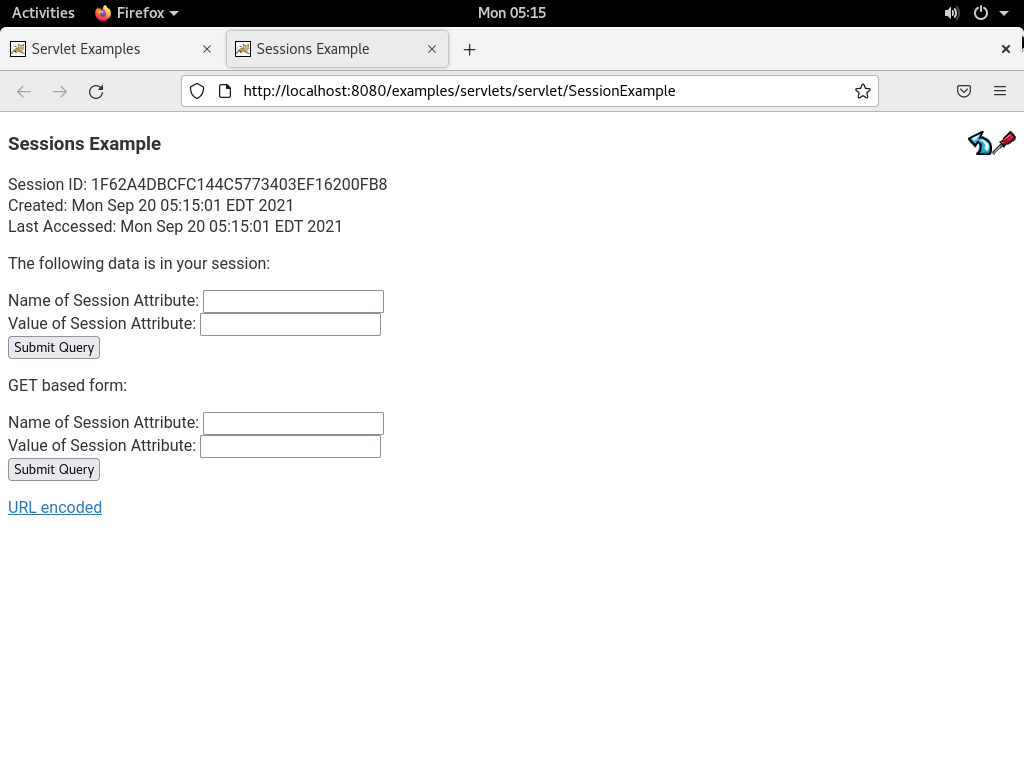 Activities Firefox Mon 05:15
Servlet Examples Sessions Example
http://localhost:8080/examples/servlets/servlet/SessionExample
Sessions Example
Session ID: 1F62A4DBCFC144C5773403EF16200FB8
Created: Mon Sep 20 05:15:01 EDT 2021
Last Accessed: Mon Sep 20 05:15:01 EDT 2021
The following data is in your session:
Name of Session Attribute:
Value of Session Attribute:
Submit Query
GET based form:
Name of Session Attribute:
Value of Session Attribute:
Submit Query
URL encoded